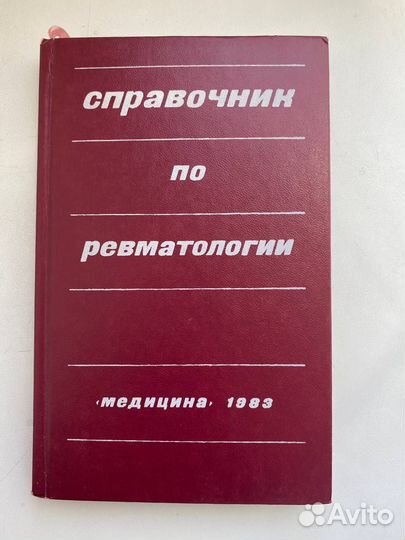 справочник
по
ревматологии
‹медицина› 1983
Avito